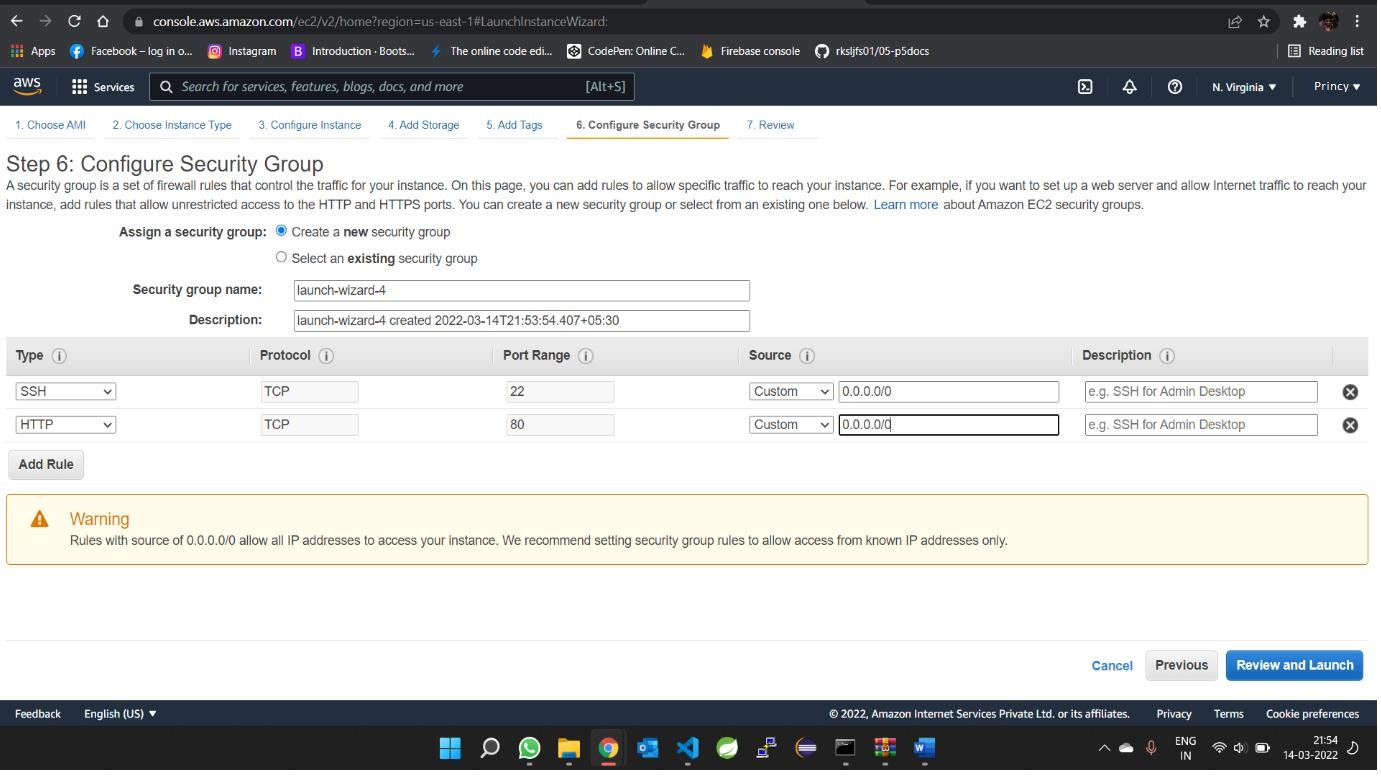 console.aws.amazon.com/ec2/v2/home?region=us-east-1#LaunchInstanceWizard:
Apps Facebook – log in o... Instagram B Introduction · Boots... The online code edi... CodePen: Online C... Firebase console rksljfs01/05-p5docs Reading list
aws Services Search for services, features, blogs, docs, and more [Alt+S] N. Virginia ▼ Princy ▼
1. Choose AMI 2. Choose Instance Type 3. Configure Instance 4. Add Storage 5. Add Tags 6. Configure Security Group 7. Review
Step 6: Configure Security Group
A security group is a set of firewall rules that control the traffic for your instance. On this page, you can add rules to allow specific traffic to reach your instance. For example, if you want to set up a web server and allow Internet traffic to reach your
instance, add rules that allow unrestricted access to the HTTP and HTTPS ports. You can create a new security group or select from an existing one below. Learn more about Amazon EC2 security groups.
Assign a security group: Create a new security group
Select an existing security group
Security group name: launch-wizard-4
Description: launch-wizard-4 created 2022-03-14T21:53:54.407+05:30
Type i Protocol i Port Range i Source i Description i
SSH TCP 22 Custom 0.0.0.0/0 e.g. SSH for Admin Desktop
HTTP TCP 80 Custom 0.0.0.0/0 e.g. SSH for Admin Desktop
Add Rule
Warning
Rules with source of 0.0.0.0/0 allow all IP addresses to access your instance. We recommend setting security group rules to allow access from known IP addresses only.
Cancel Previous Review and Launch
Feedback English (US) ▼ © 2022, Amazon Internet Services Private Ltd. or its affiliates. Privacy Terms Cookie preferences
ENG 21:54
IN 14-03-2022